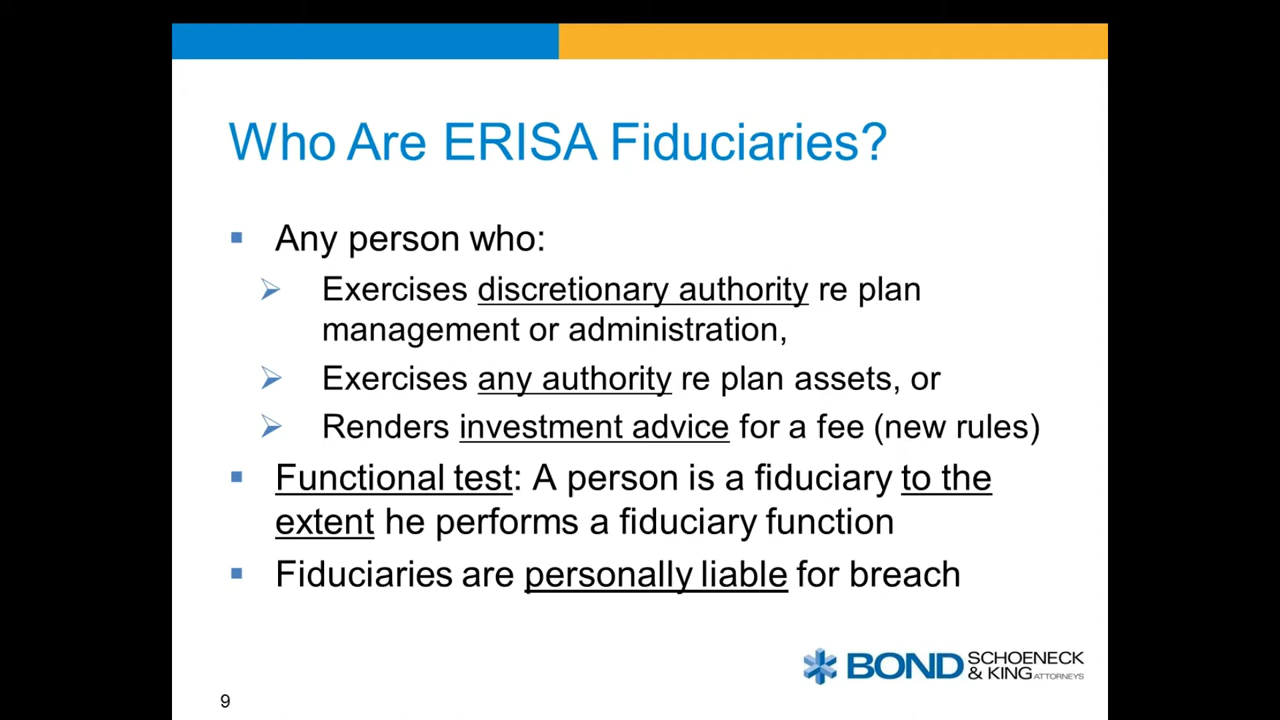 Who Are ERISA Fiduciaries?
Any person who:
Exercises discretionary authority re plan
management or administration,
Exercises any authority re plan assets, or
Renders investment advice for a fee (new rules)
Functional test: A person is a fiduciary to the
extent he performs a fiduciary function
Fiduciaries are personally liable for breach
BOND SCHOENECK
& KING ATTORNEYS
9